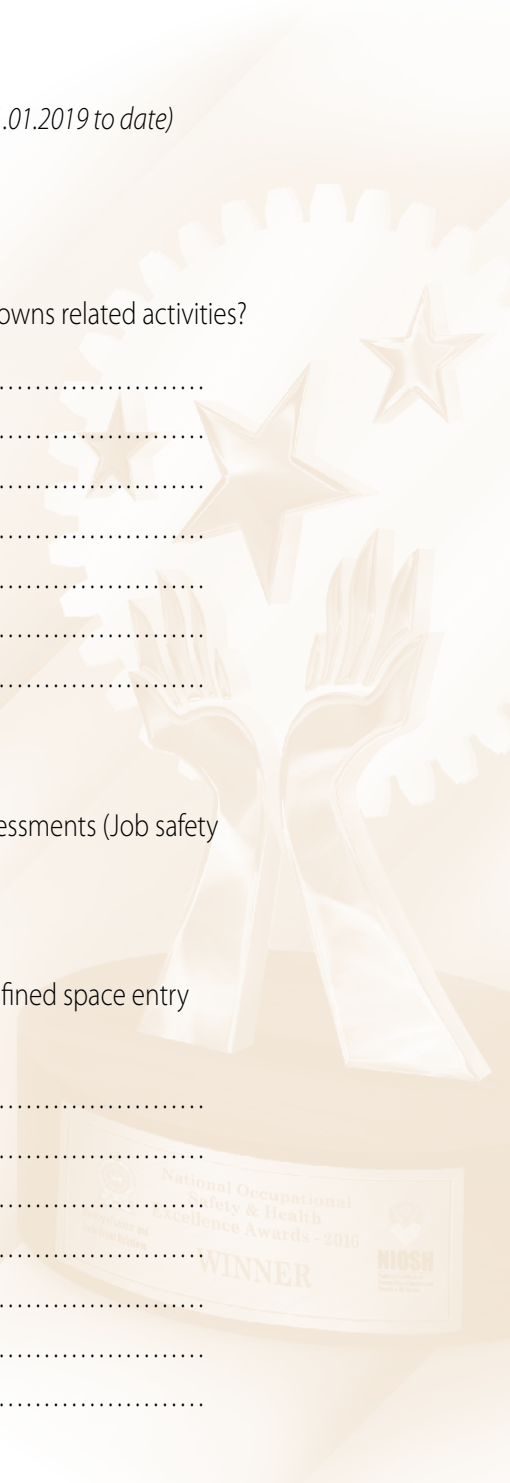 .01.2019 to date)
owns related activities?
................................
................................
................................
................................
................................
................................
................................
essments (Job safety
fined space entry
................................
................................
National Occupational
................................
Safety & Health
Excellence Awards - 2016
................................
WINNER
NIOSH
................................
................................
................................